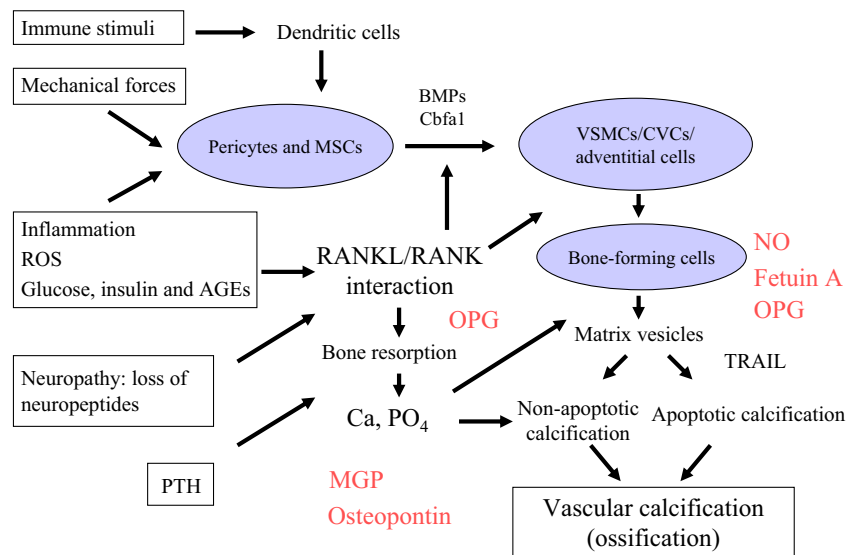 Immune stimuli
Dendritic cells
Mechanical forces
BMPs
Cbfa1
Pericytes and MSCs
VSMCs/CVCs/
adventitial cells
Inflammation
ROS
Glucose, insulin and AGEs
RANKL/RANK
interaction
Bone-forming cells
NO
Fetuin A
OPG
OPG
Bone resorption
Matrix vesicles
TRAIL
Neuropathy: loss of
neuropeptides
Ca, PO₄
Non-apoptotic
calcification
Apoptotic calcification
PTH
MGP
Osteopontin
Vascular calcification
(ossification)